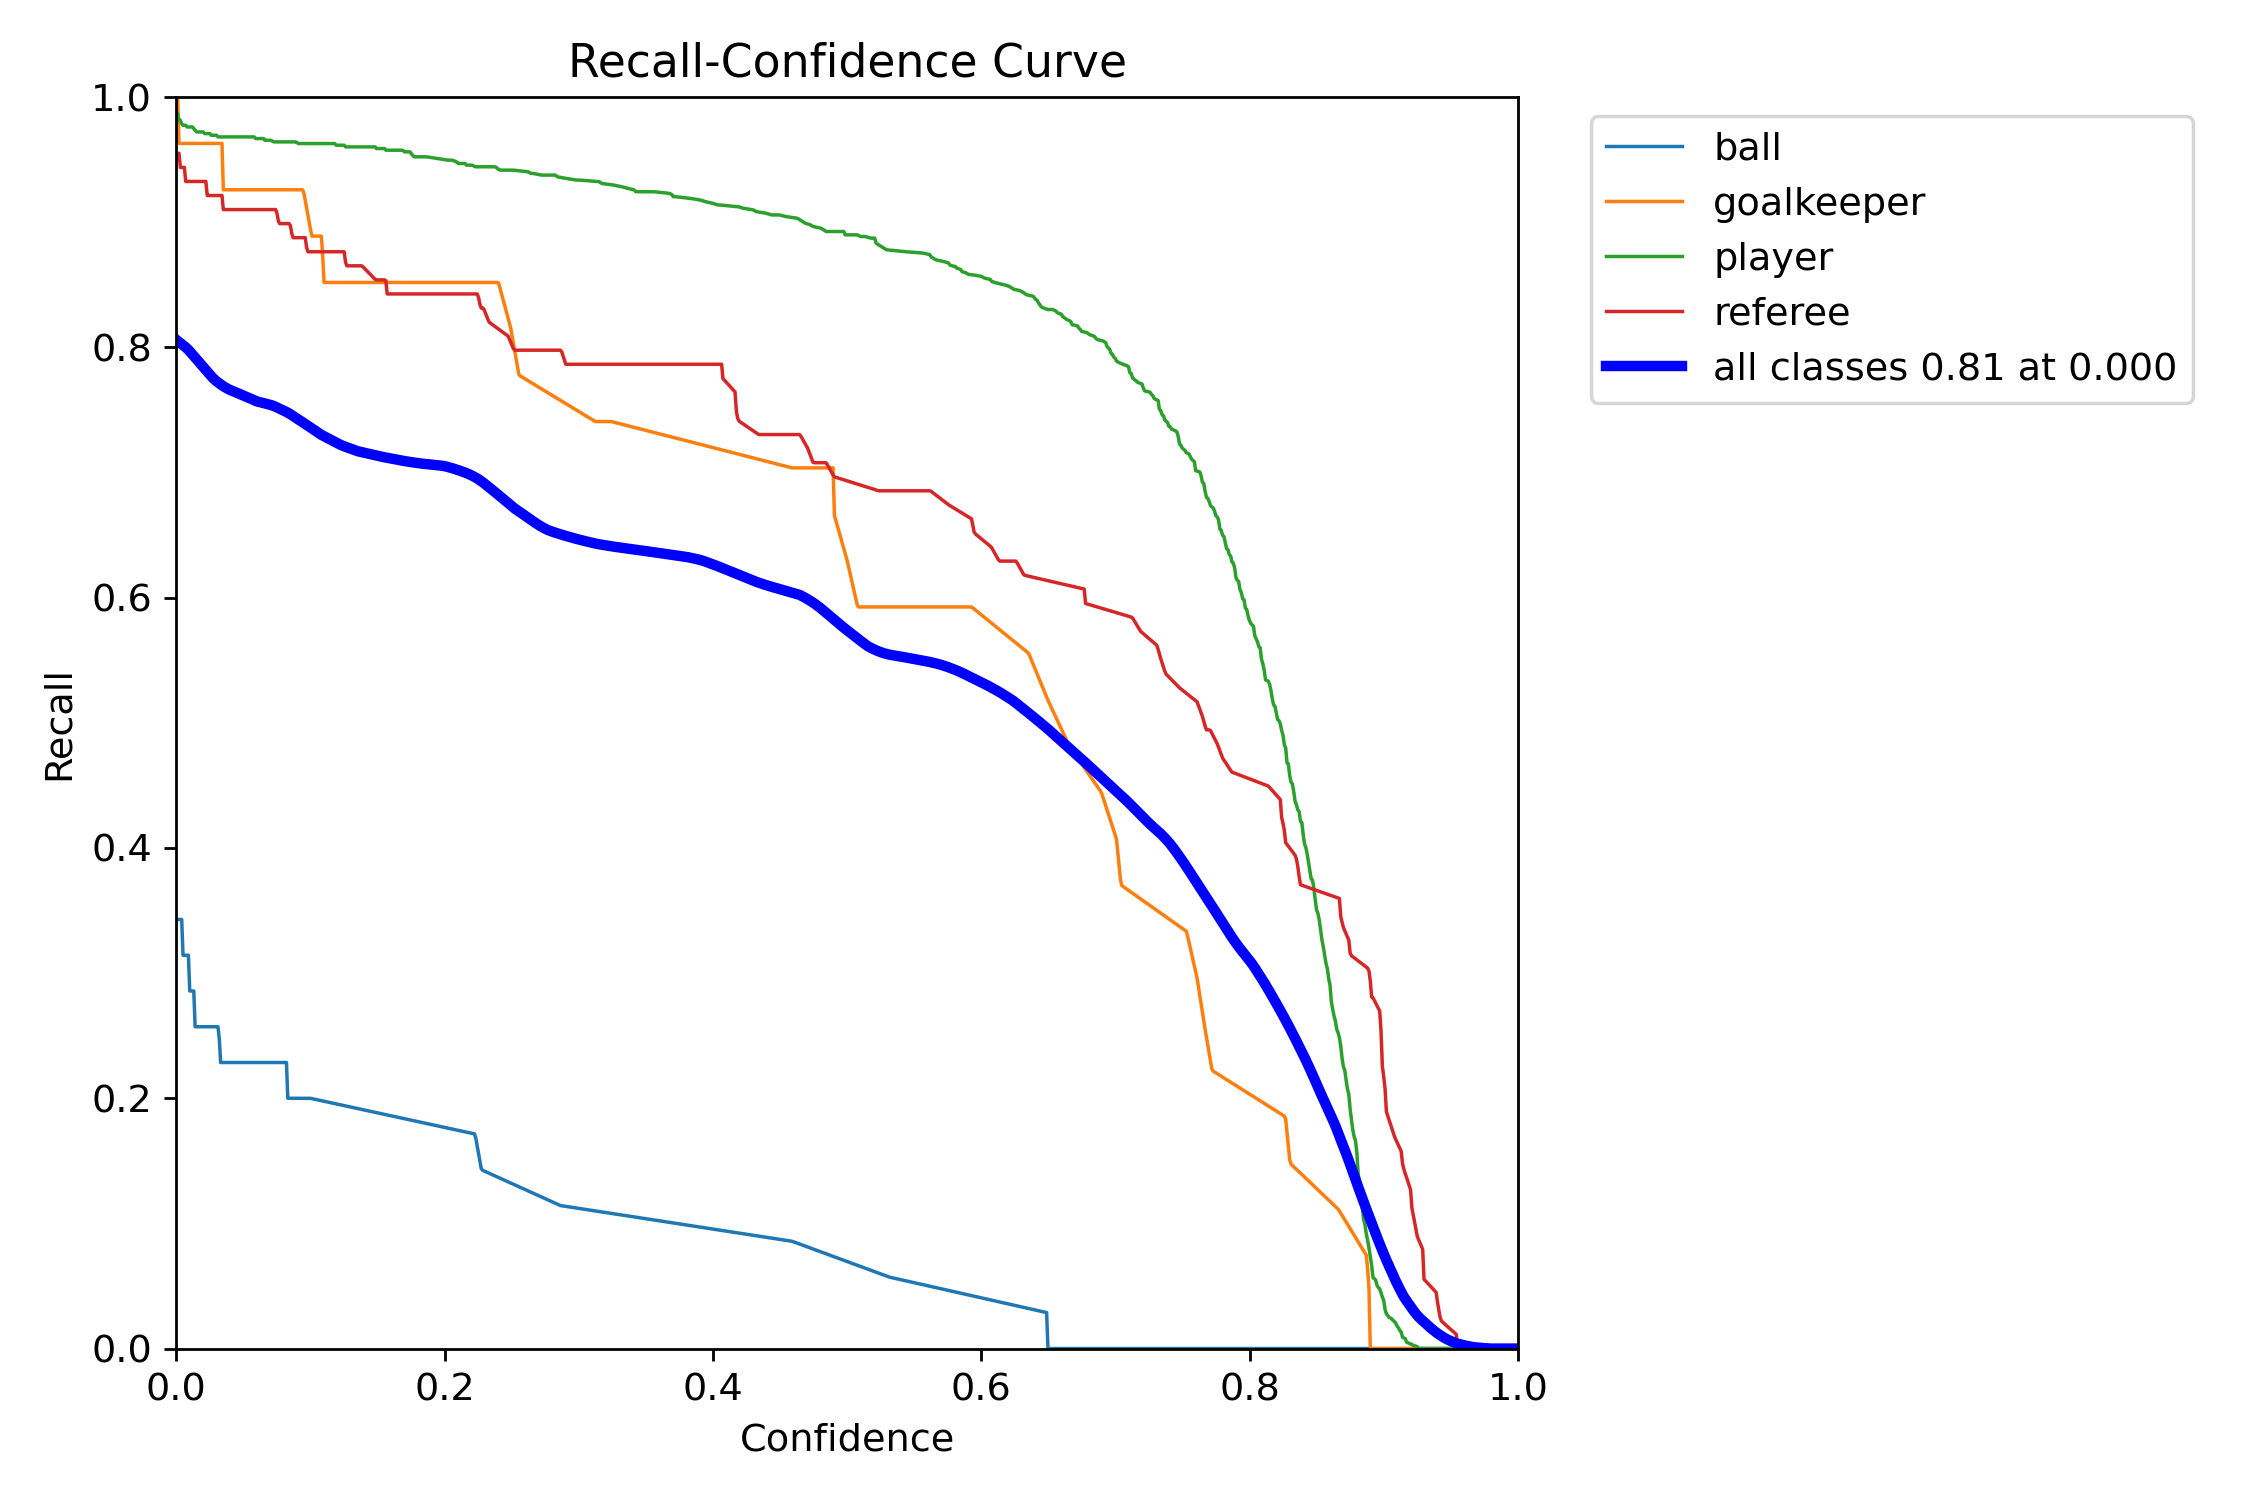 Recall-Confidence Curve
1.0
0.8
0.6
0.4
0.2
0.0
Recall
0.0 0.2 0.4 0.6 0.8 1.0
Confidence
ball
goalkeeper
player
referee
all classes 0.81 at 0.000